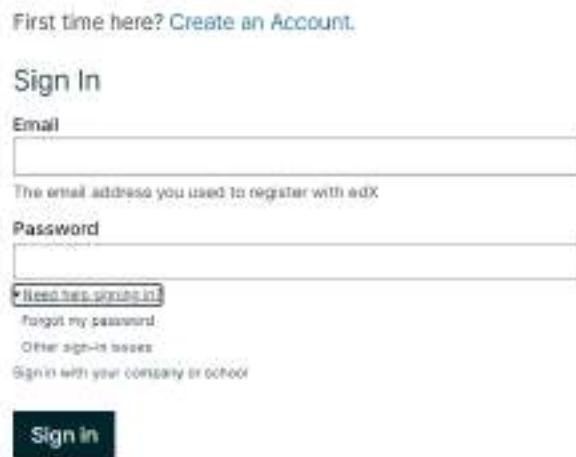 First time here? Create an Account.
Sign In
Email
The email address you used to register with edX
Password
Need help signing in?
Forgot my password
Other sign-in issues
Sign in with your company or school
Sign in